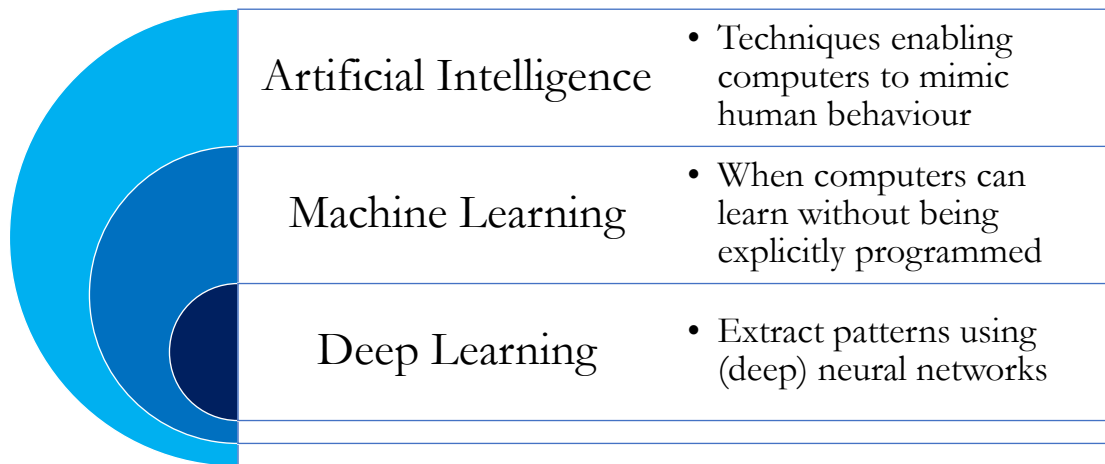 Artificial Intelligence
• Techniques enabling
computers to mimic
human behaviour
Machine Learning
• When computers can
learn without being
explicitly programmed
Deep Learning
• Extract patterns using
(deep) neural networks